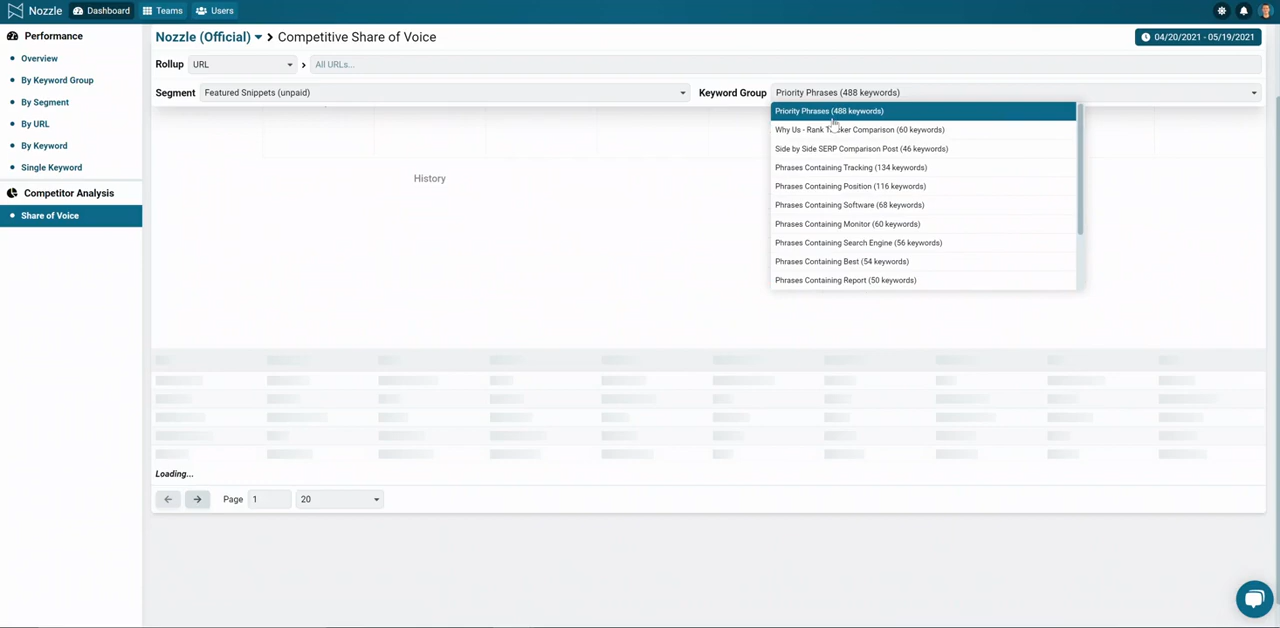 Nozzle Dashboard Teams Users
Performance
Overview
By Keyword Group
By Segment
By URL
By Keyword
Single Keyword
Competitor Analysis
Share of Voice
Nozzle (Official) > Competitive Share of Voice
04/20/2021 - 05/19/2021
Rollup URL > All URLs...
Segment Featured Snippets (unpaid) Keyword Group Priority Phrases (488 keywords)
Priority Phrases (488 keywords)
Why Us - Rank Tracker Comparison (60 keywords)
Side by Side SERP Comparison Post (46 keywords)
Phrases Containing Tracking (134 keywords)
Phrases Containing Position (116 keywords)
Phrases Containing Software (68 keywords)
Phrases Containing Monitor (60 keywords)
Phrases Containing Search Engine (56 keywords)
Phrases Containing Best (54 keywords)
Phrases Containing Report (50 keywords)
History
Loading...
Page 1 20